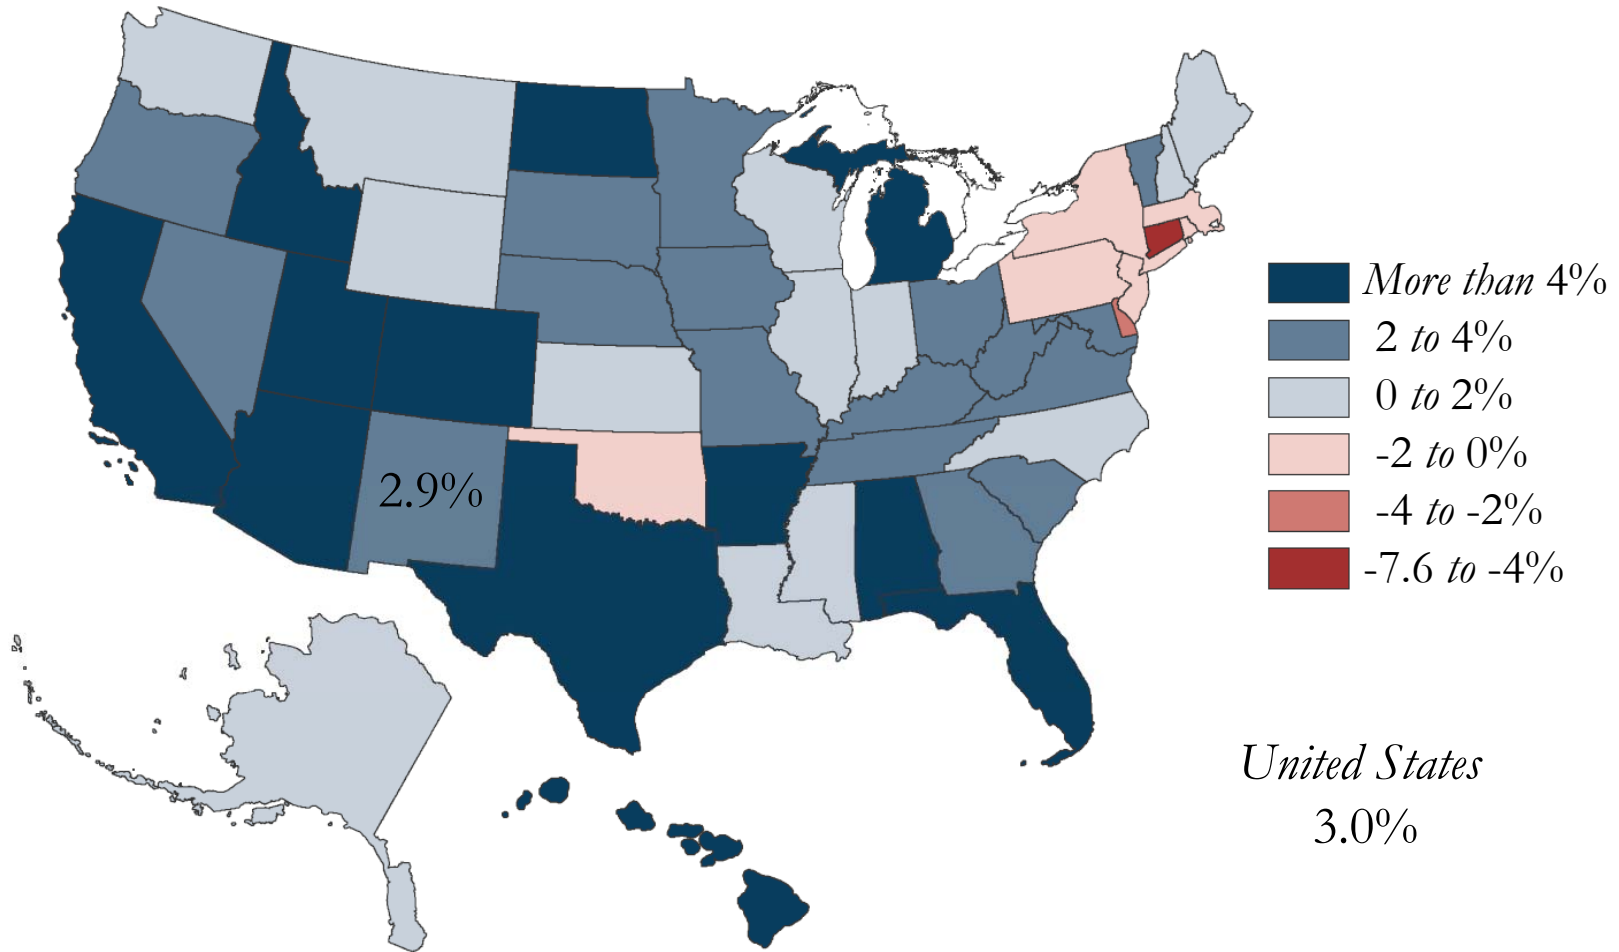 2.9%
More than 4%
2 to 4%
0 to 2%
-2 to 0%
-4 to -2%
-7.6 to -4%
United States
3.0%